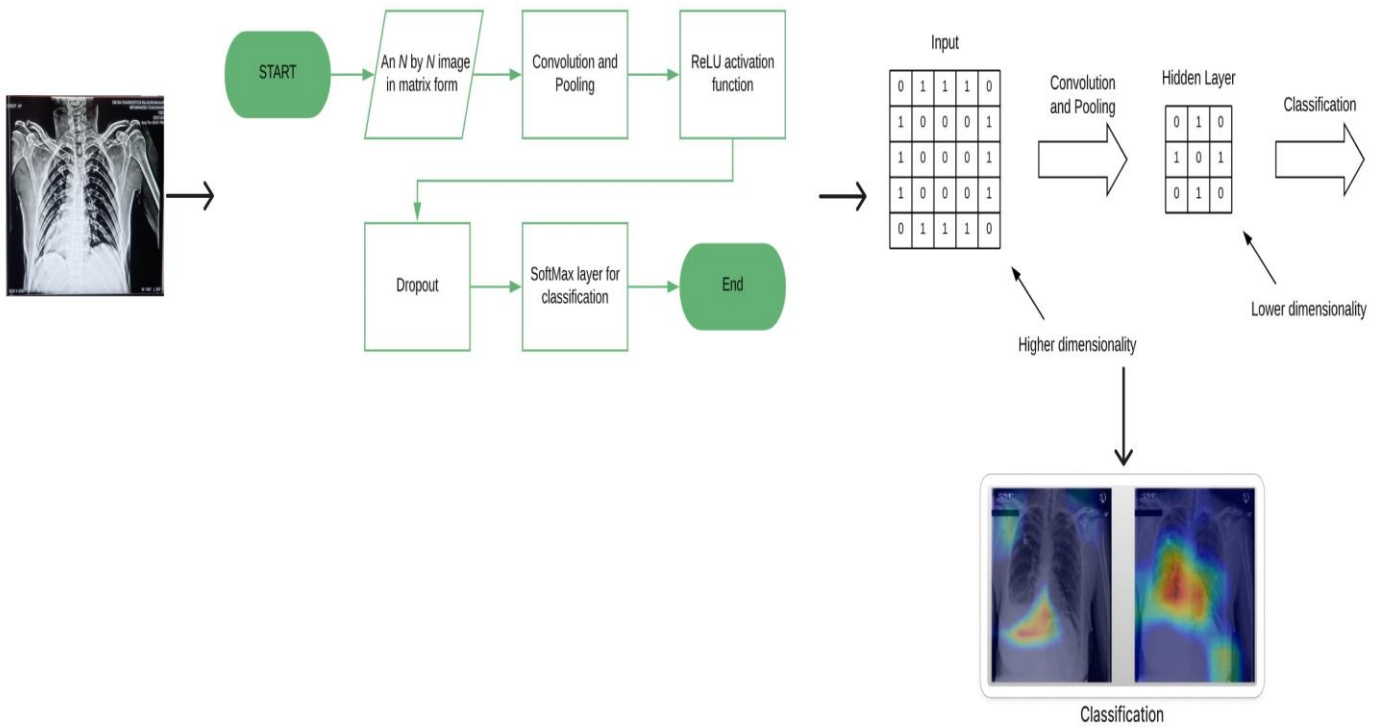 START
An N by N image
in matrix form
Convolution and
Pooling
ReLU activation
function
Dropout
SoftMax layer for
classification
End
Input
0 1 1 1 0
1 0 0 0 1
1 0 0 0 1
1 0 0 0 1
0 1 1 1 0
Convolution
and Pooling
Hidden Layer
0 1 0
1 0 1
0 1 0
Classification
Lower dimensionality
Higher dimensionality
Classification